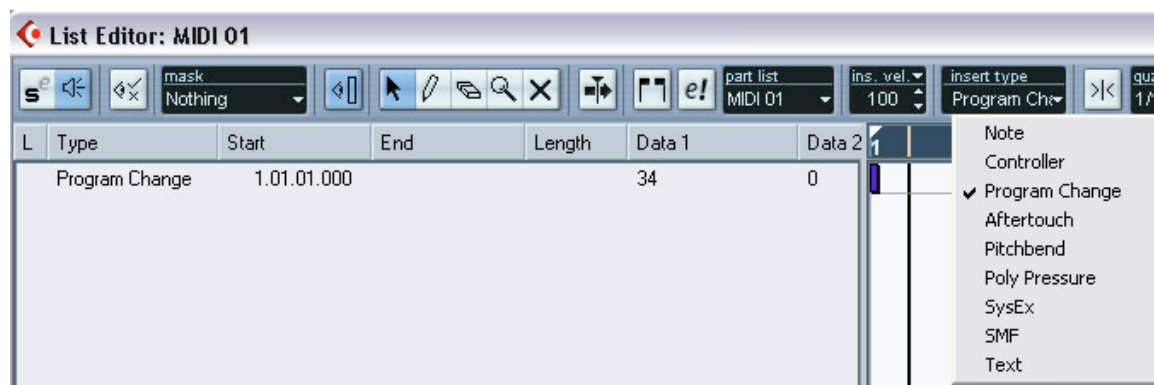 List Editor: MIDI 01
mask part list ins. vel. insert type
Nothing e! MIDI 01 100
L Type Start End Length Data 1 Data 2 1
Program Change 1.01.01.000 34 0
Note
Controller
Program Change
Aftertouch
Pitchbend
Poly Pressure
SysEx
SMF
Text